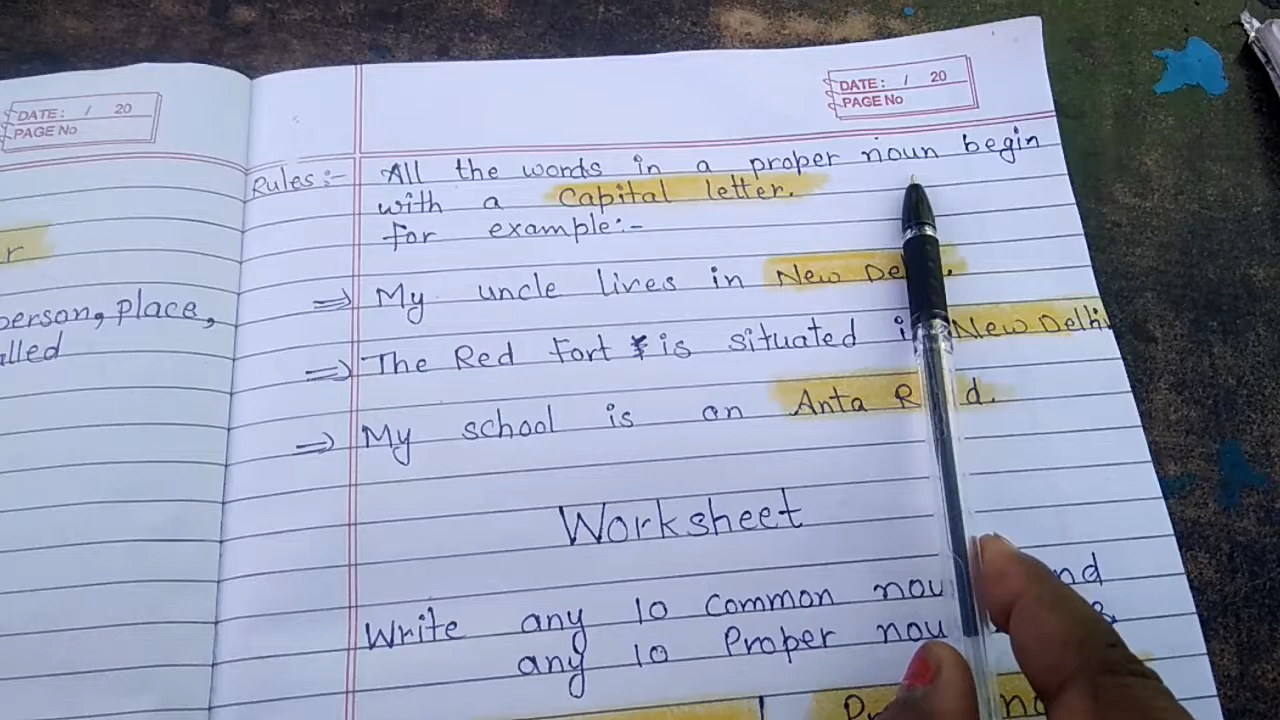 DATE: / 20
PAGE No
DATE: / 20
PAGE No
r
person, place,
alled
Rules:- All the words in a proper noun begin
with a Capital letter.
for example:-
⇒ My uncle lives in New De
⇒ The Red Fort is situated i New Delhi
⇒ My school is on Anta R d.
Worksheet
Write any 10 common nou nd
any 10 Proper nou